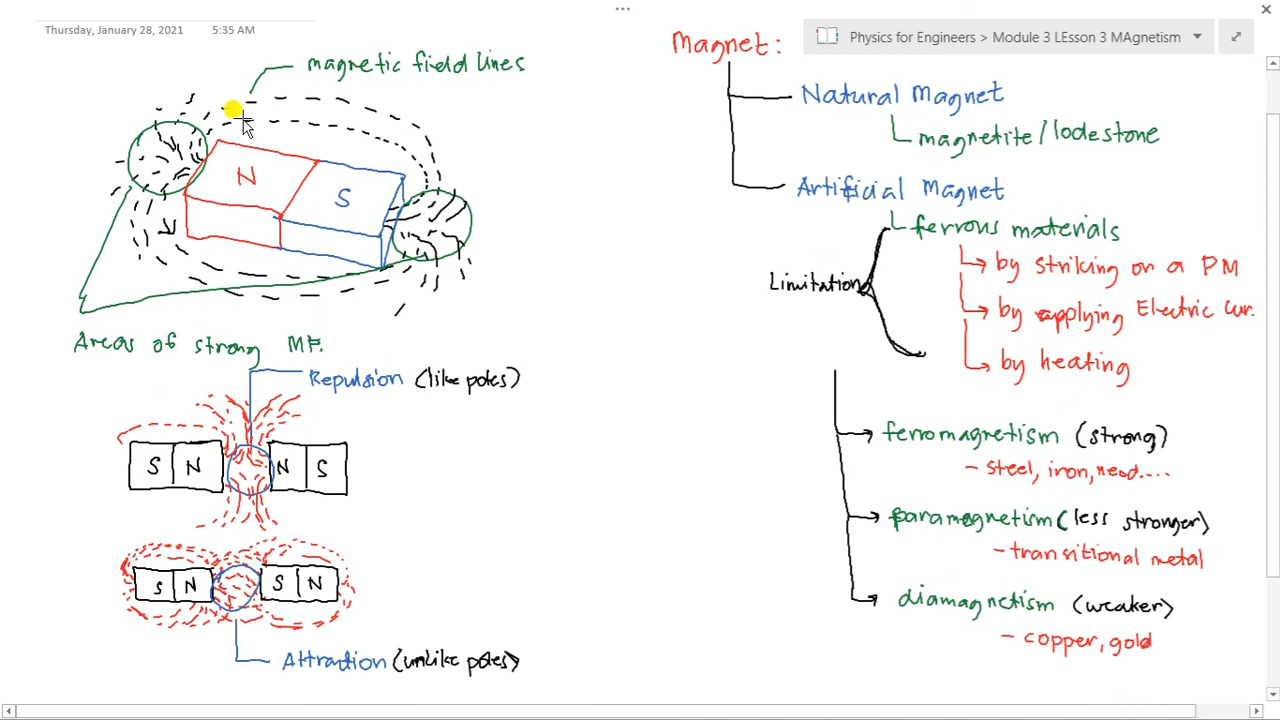 Thursday, January 28, 2021 5:35 AM
Physics for Engineers > Module 3 LEsson 3 MAgnetism
magnetic field lines
N S
Areas of strong MF.
Repulsion (like poles)
S N N S
S N S N
Attraction (unlike poles)
Magnet:
Natural Magnet
magnetite/lodestone
Artificial Magnet
ferrous materials
Limitation
by striking on a PM
by applying Electric Cur.
by heating
ferromagnetism (strong)
- steel, iron, neod....
paramagnetism (less stronger)
- transitional metal
diamagnetism (weaker)
- copper, gold